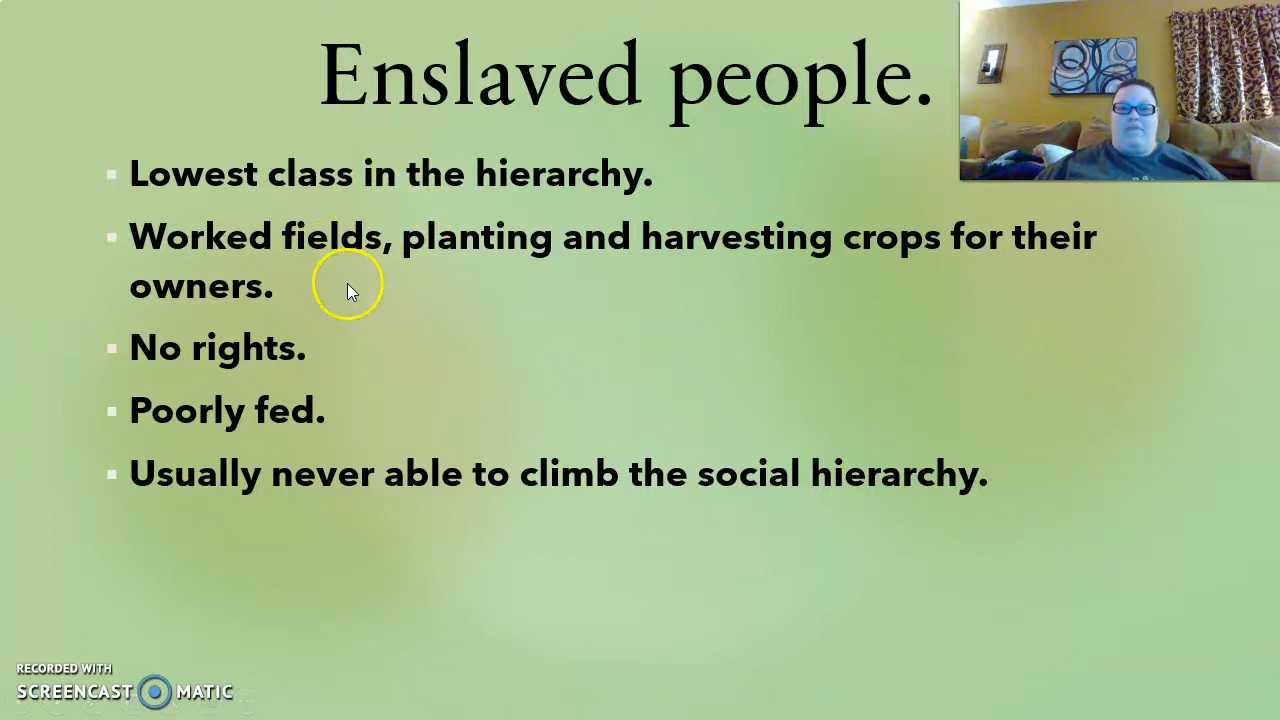 Enslaved people.
Lowest class in the hierarchy.
Worked fields, planting and harvesting crops for their
owners.
No rights.
Poorly fed.
Usually never able to climb the social hierarchy.
RECORDED WITH
SCREENCAST MATIC